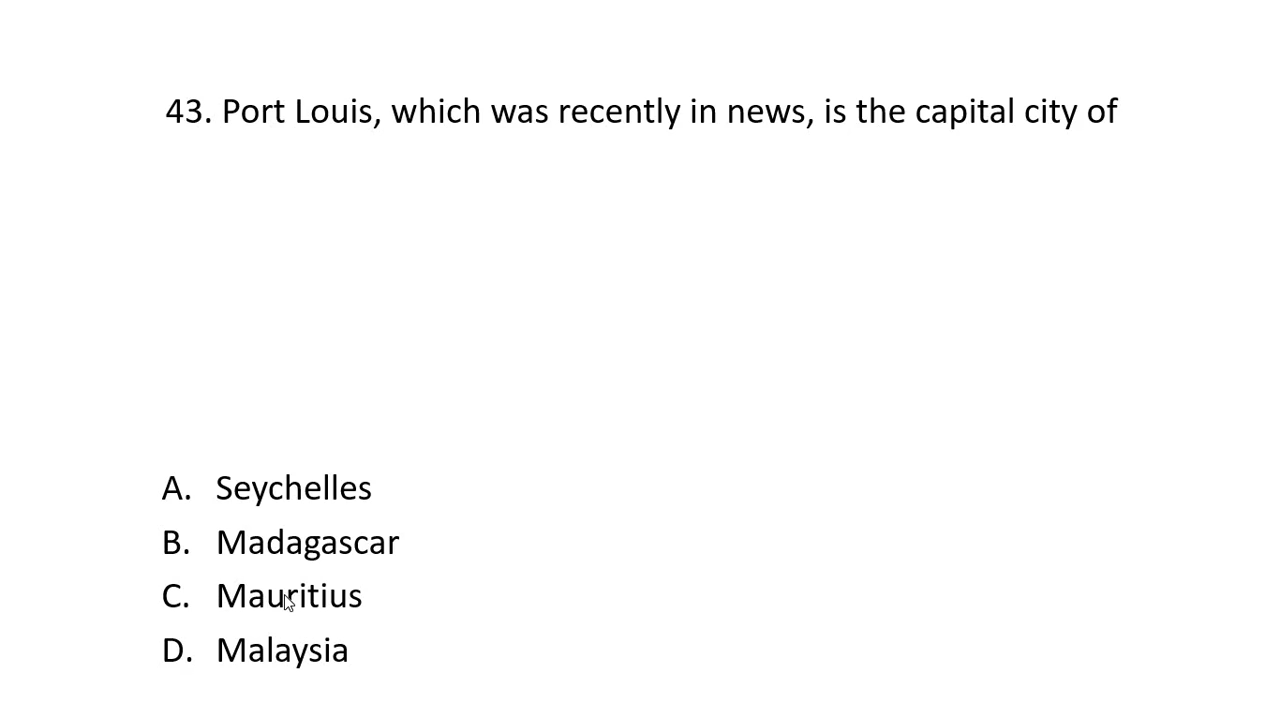 43. Port Louis, which was recently in news, is the capital city of
A. Seychelles
B. Madagascar
C. Mauritius
D. Malaysia